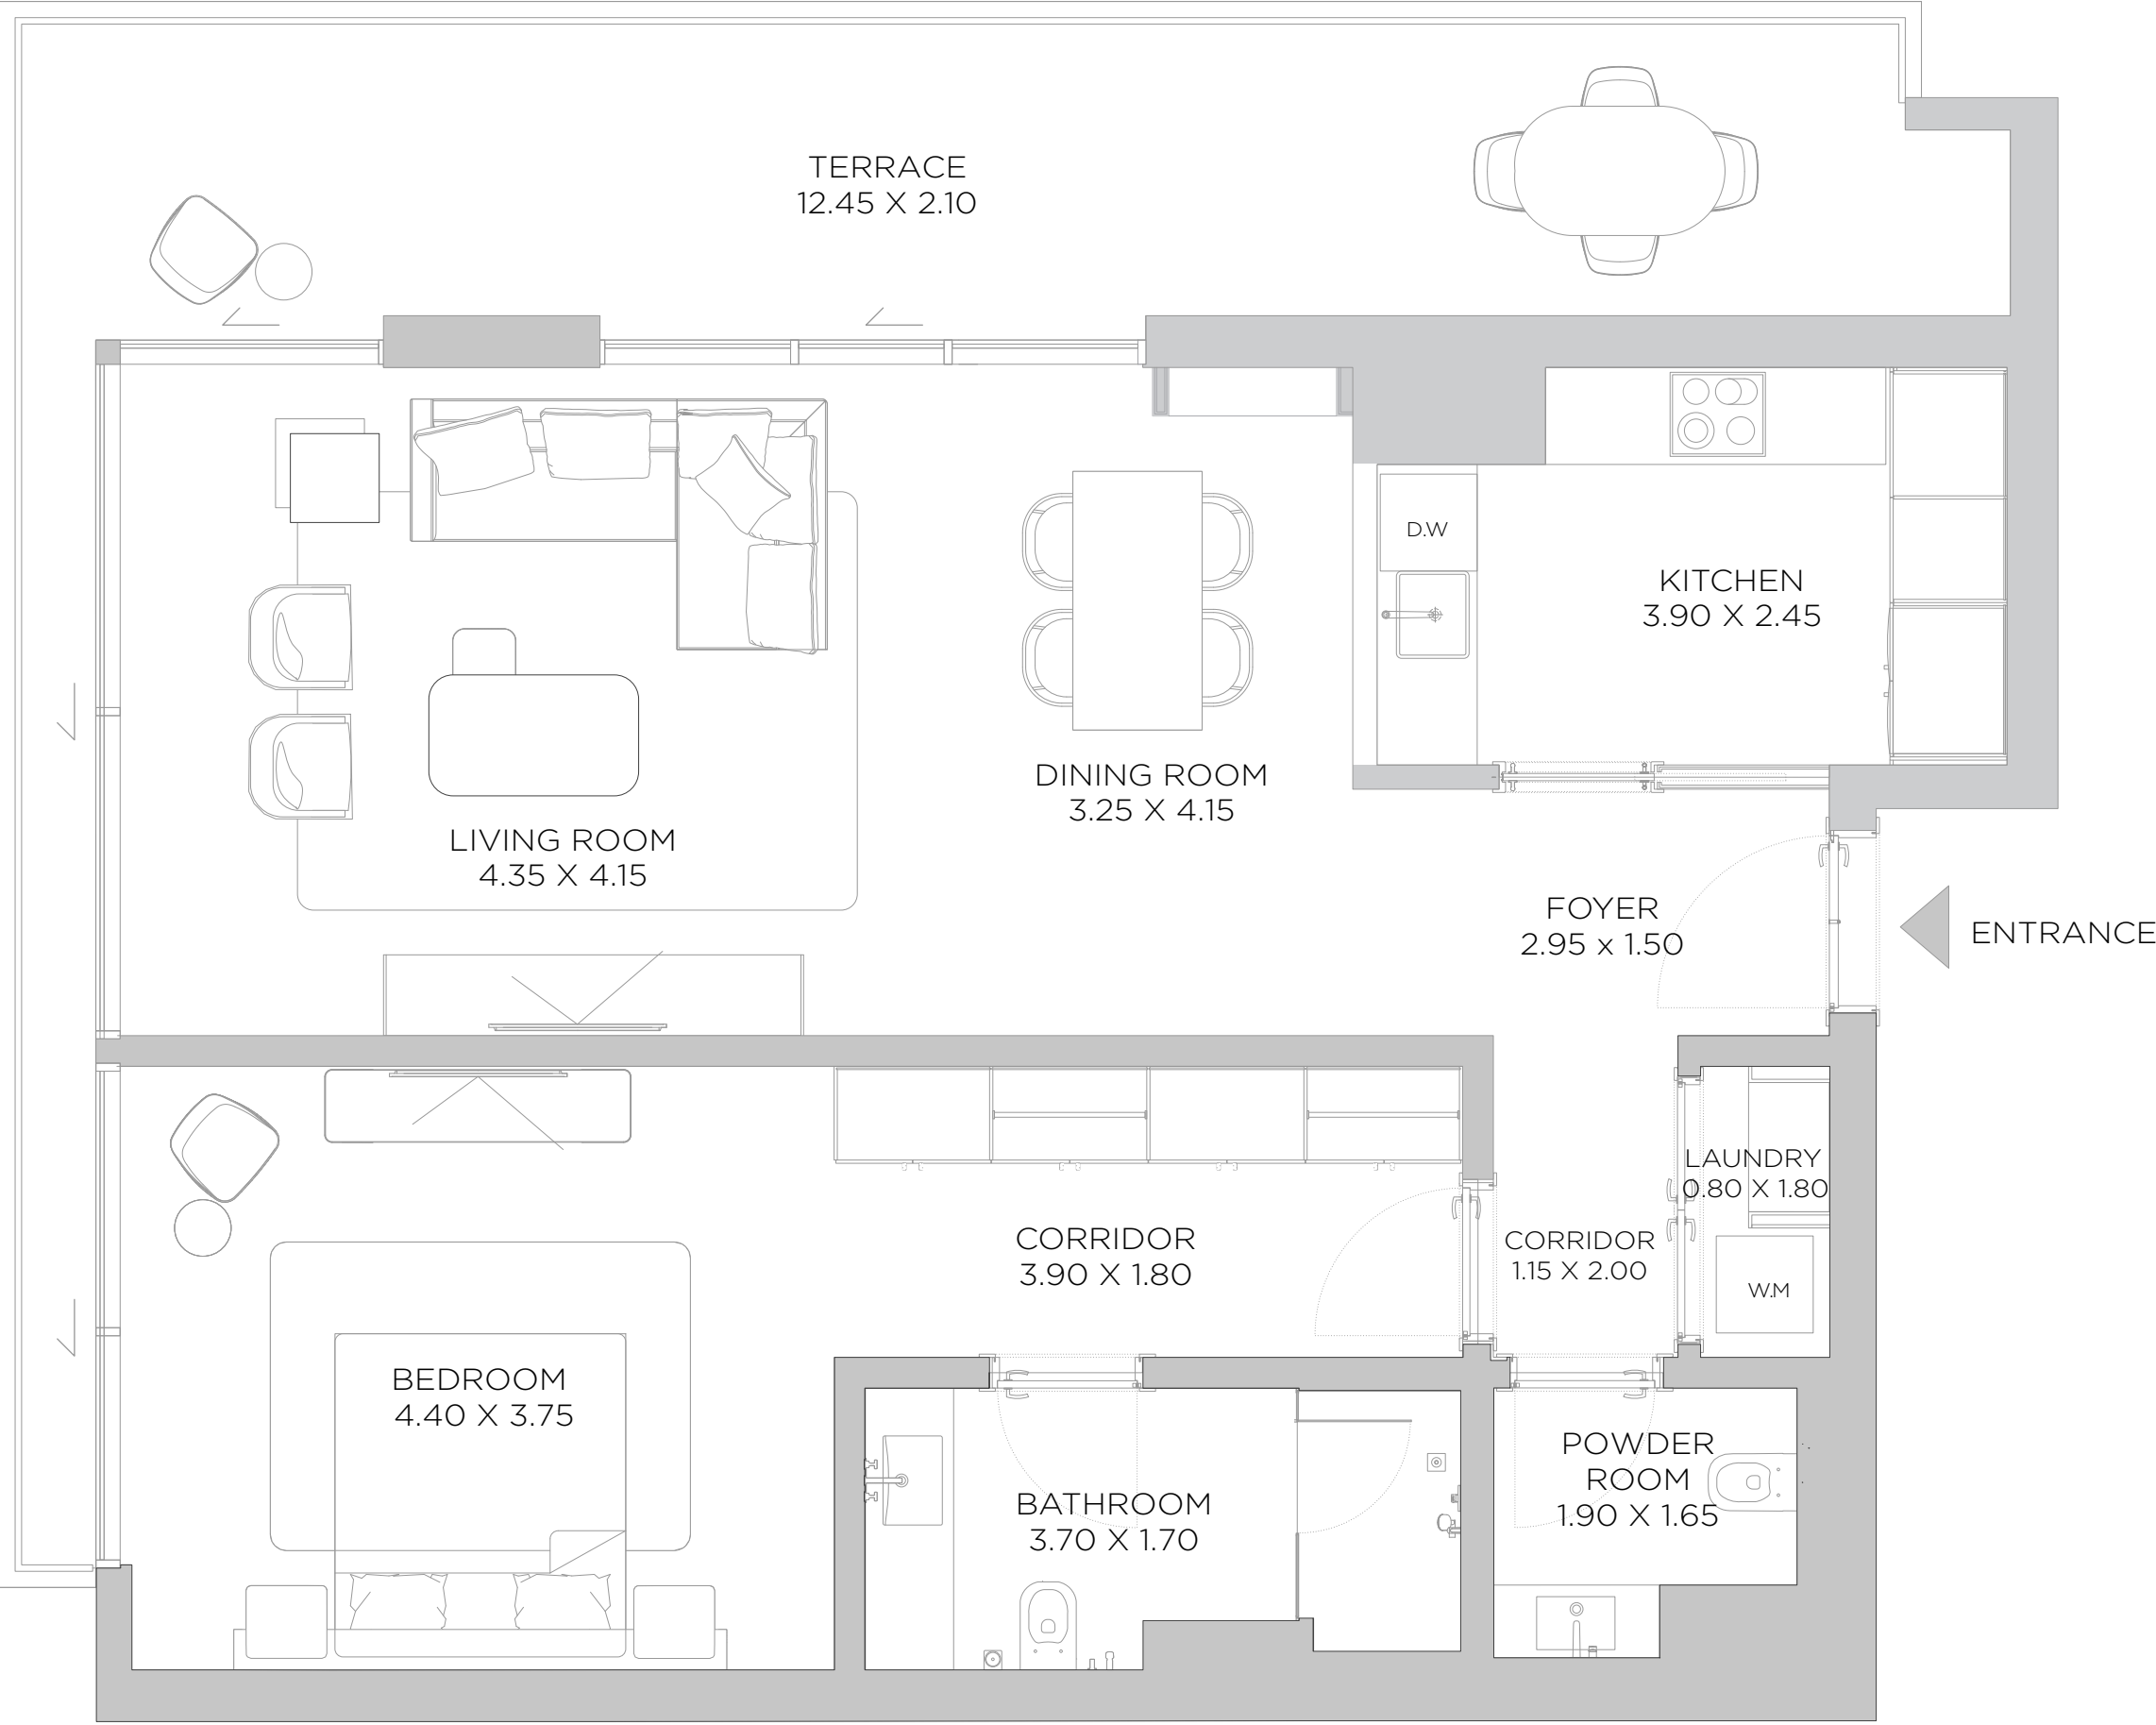 TERRACE
12.45 X 2.10
D.W
KITCHEN
3.90 X 2.45
DINING ROOM
3.25 X 4.15
LIVING ROOM
4.35 X 4.15
FOYER
2.95 x 1.50
ENTRANCE
LAUNDRY
0.80 X 1.80
CORRIDOR
3.90 X 1.80
CORRIDOR
1.15 X 2.00
W.M
BEDROOM
4.40 X 3.75
POWDER
ROOM
1.90 X 1.65
BATHROOM
3.70 X 1.70